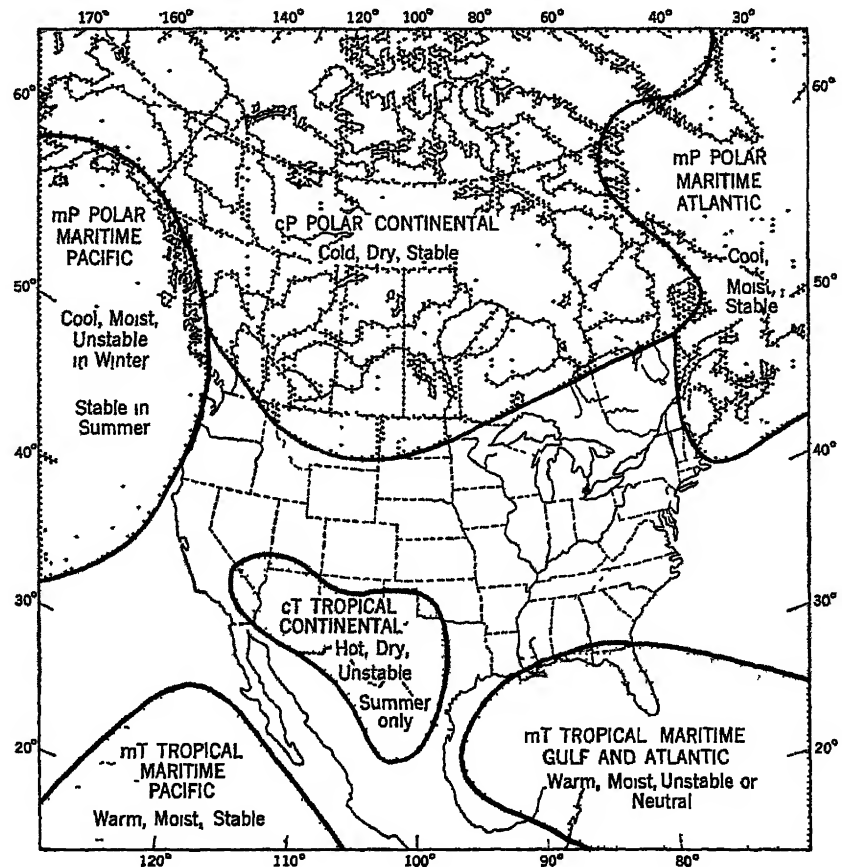 170° 160° 140° 120° 100° 80° 60° 40° 30°
60°
60°
mP POLAR
MARITIME
ATLANTIC
mP POLAR
MARITIME
PACIFIC
cP POLAR CONTINENTAL
Cold, Dry, Stable
Cool,
Moist,
Stable
50°
50°
Cool, Moist,
Unstable
in Winter
Stable in
Summer
40°
40°
30°
30°
cT TROPICAL
CONTINENTAL
Hot, Dry,
Unstable
Summer
only
20°
20°
mT TROPICAL
MARITIME
PACIFIC
Warm, Moist, Stable
mT TROPICAL MARITIME
GULF AND ATLANTIC
Warm, Moist, Unstable or
Neutral
120° 110° 100° 90° 80°